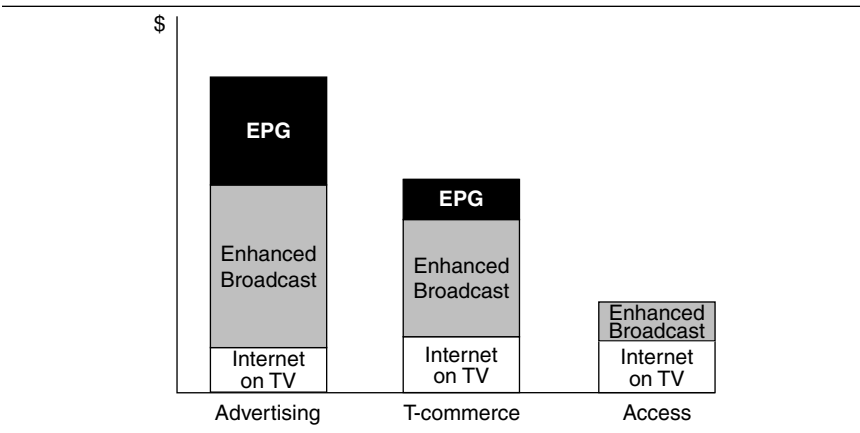 $
EPG
Enhanced
Broadcast
Internet
on TV
EPG
Enhanced
Broadcast
Internet
on TV
Enhanced
Broadcast
Internet
on TV
Advertising
T-commerce
Access